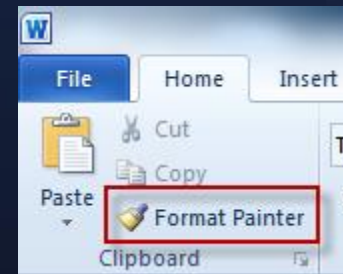 W
File Home Insert
Cut
Copy
Paste
Format Painter
Clipboard
T